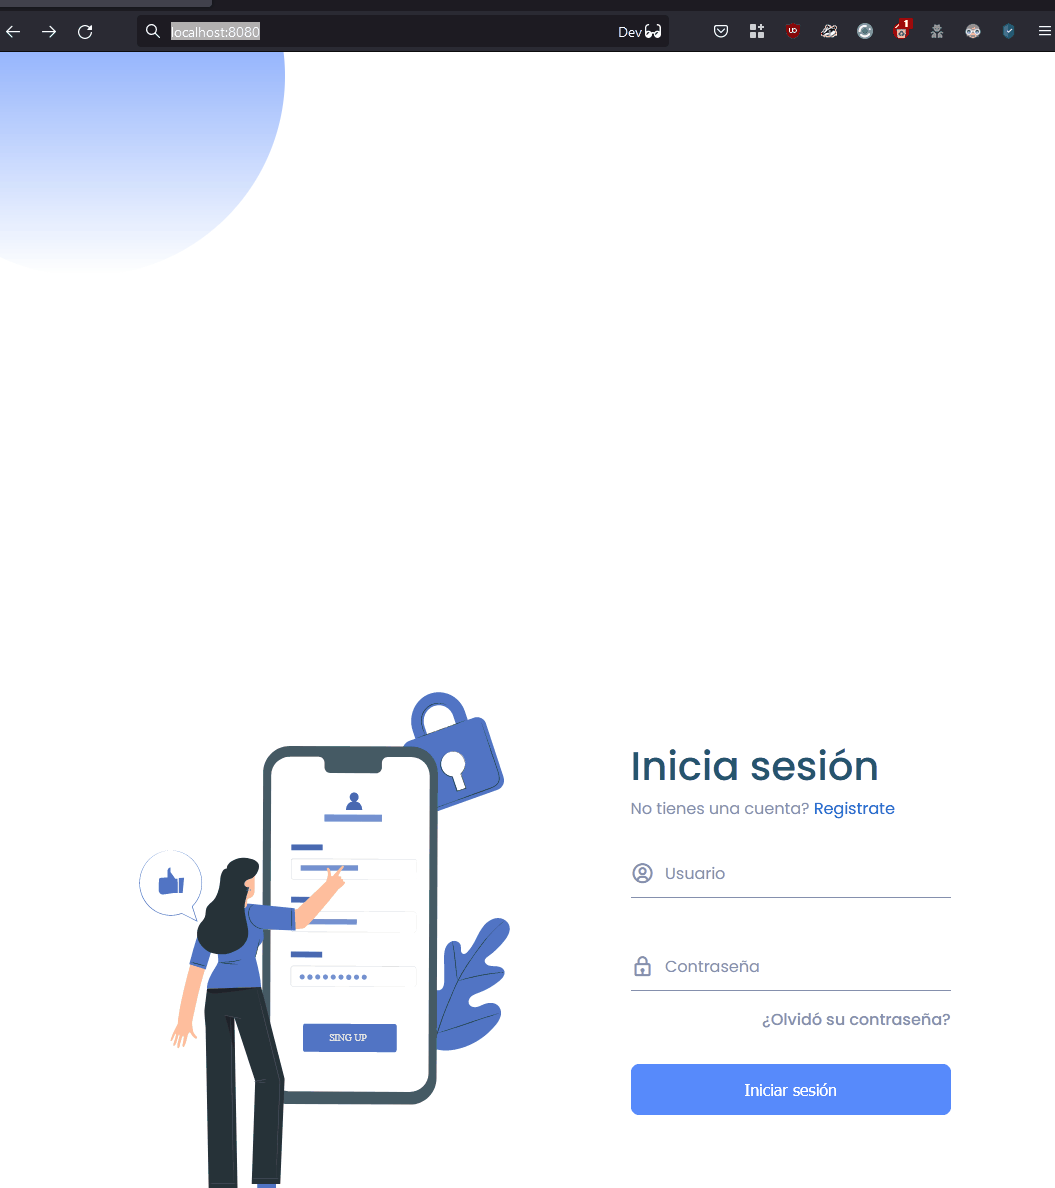 localhost:8080
Dev
1
Inicia sesión
No tienes una cuenta? Registrate
Usuario
Contraseña
¿Olvidó su contraseña?
SING UP
Iniciar sesión